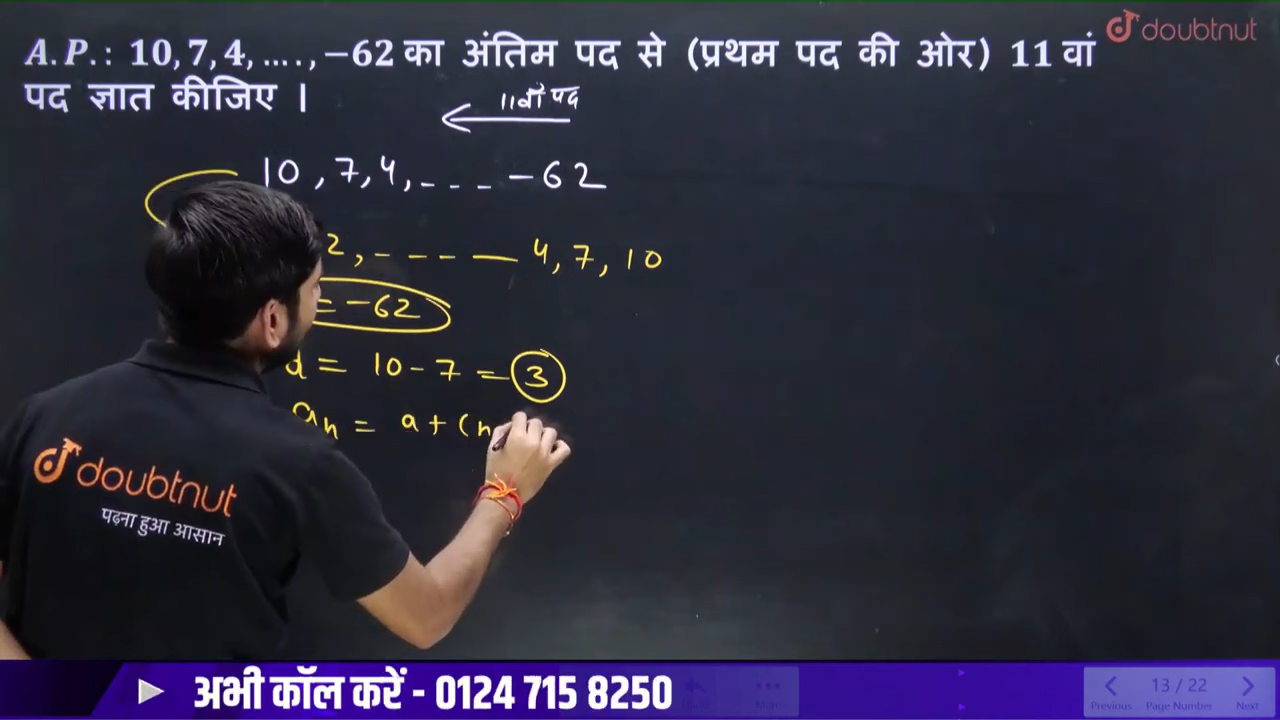 doubtnut
A.P.: 10, 7, 4, ...., −62 का अंतिम पद से (प्रथम पद की ओर) 11 वां
पद ज्ञात कीजिए ।
11वाँ पद
10, 7, 4, - - - -62
2, - - - — 4, 7, 10
= -62
d = 10 - 7 = 3
an = a + (n
doubtnut
पढ़ना हुआ आसान
अभी कॉल करें - 0124 715 8250
13 / 22
Previous Page Number Next